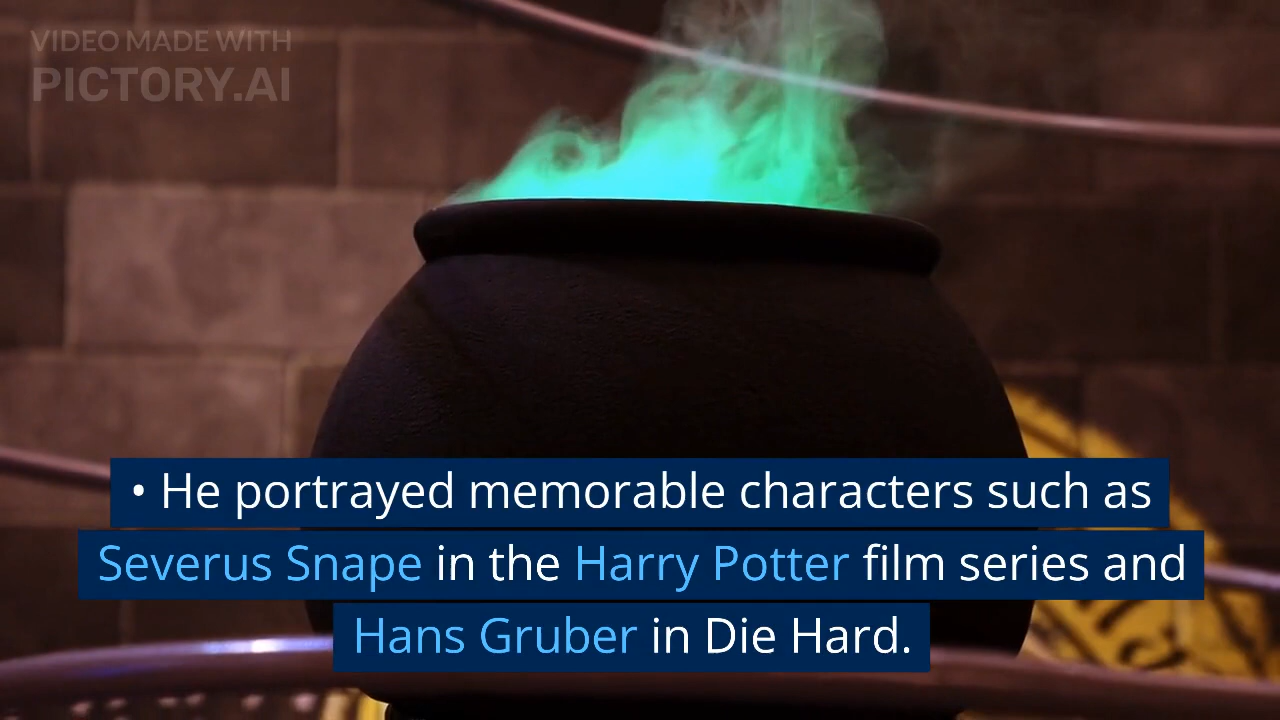 VIDEO MADE WITH
PICTORY.AI
• He portrayed memorable characters such as
Severus Snape in the Harry Potter film series and
Hans Gruber in Die Hard.